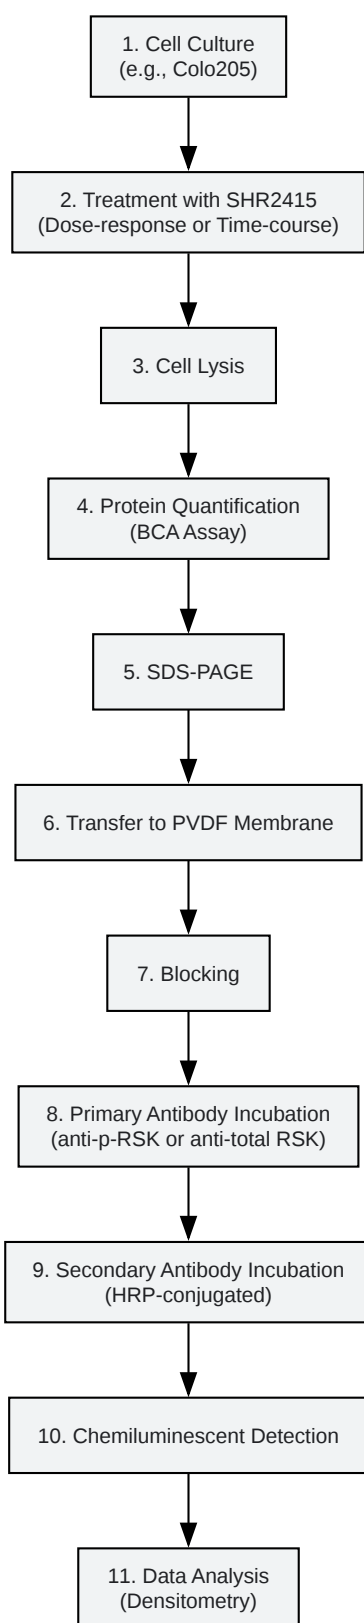 1. Cell Culture
(e.g., Colo205)
2. Treatment with SHR2415
(Dose-response or Time-course)
3. Cell Lysis
4. Protein Quantification
(BCA Assay)
5. SDS-PAGE
6. Transfer to PVDF Membrane
7. Blocking
8. Primary Antibody Incubation
(anti-p-RSK or anti-total RSK)
9. Secondary Antibody Incubation
(HRP-conjugated)
10. Chemiluminescent Detection
11. Data Analysis
(Densitometry)